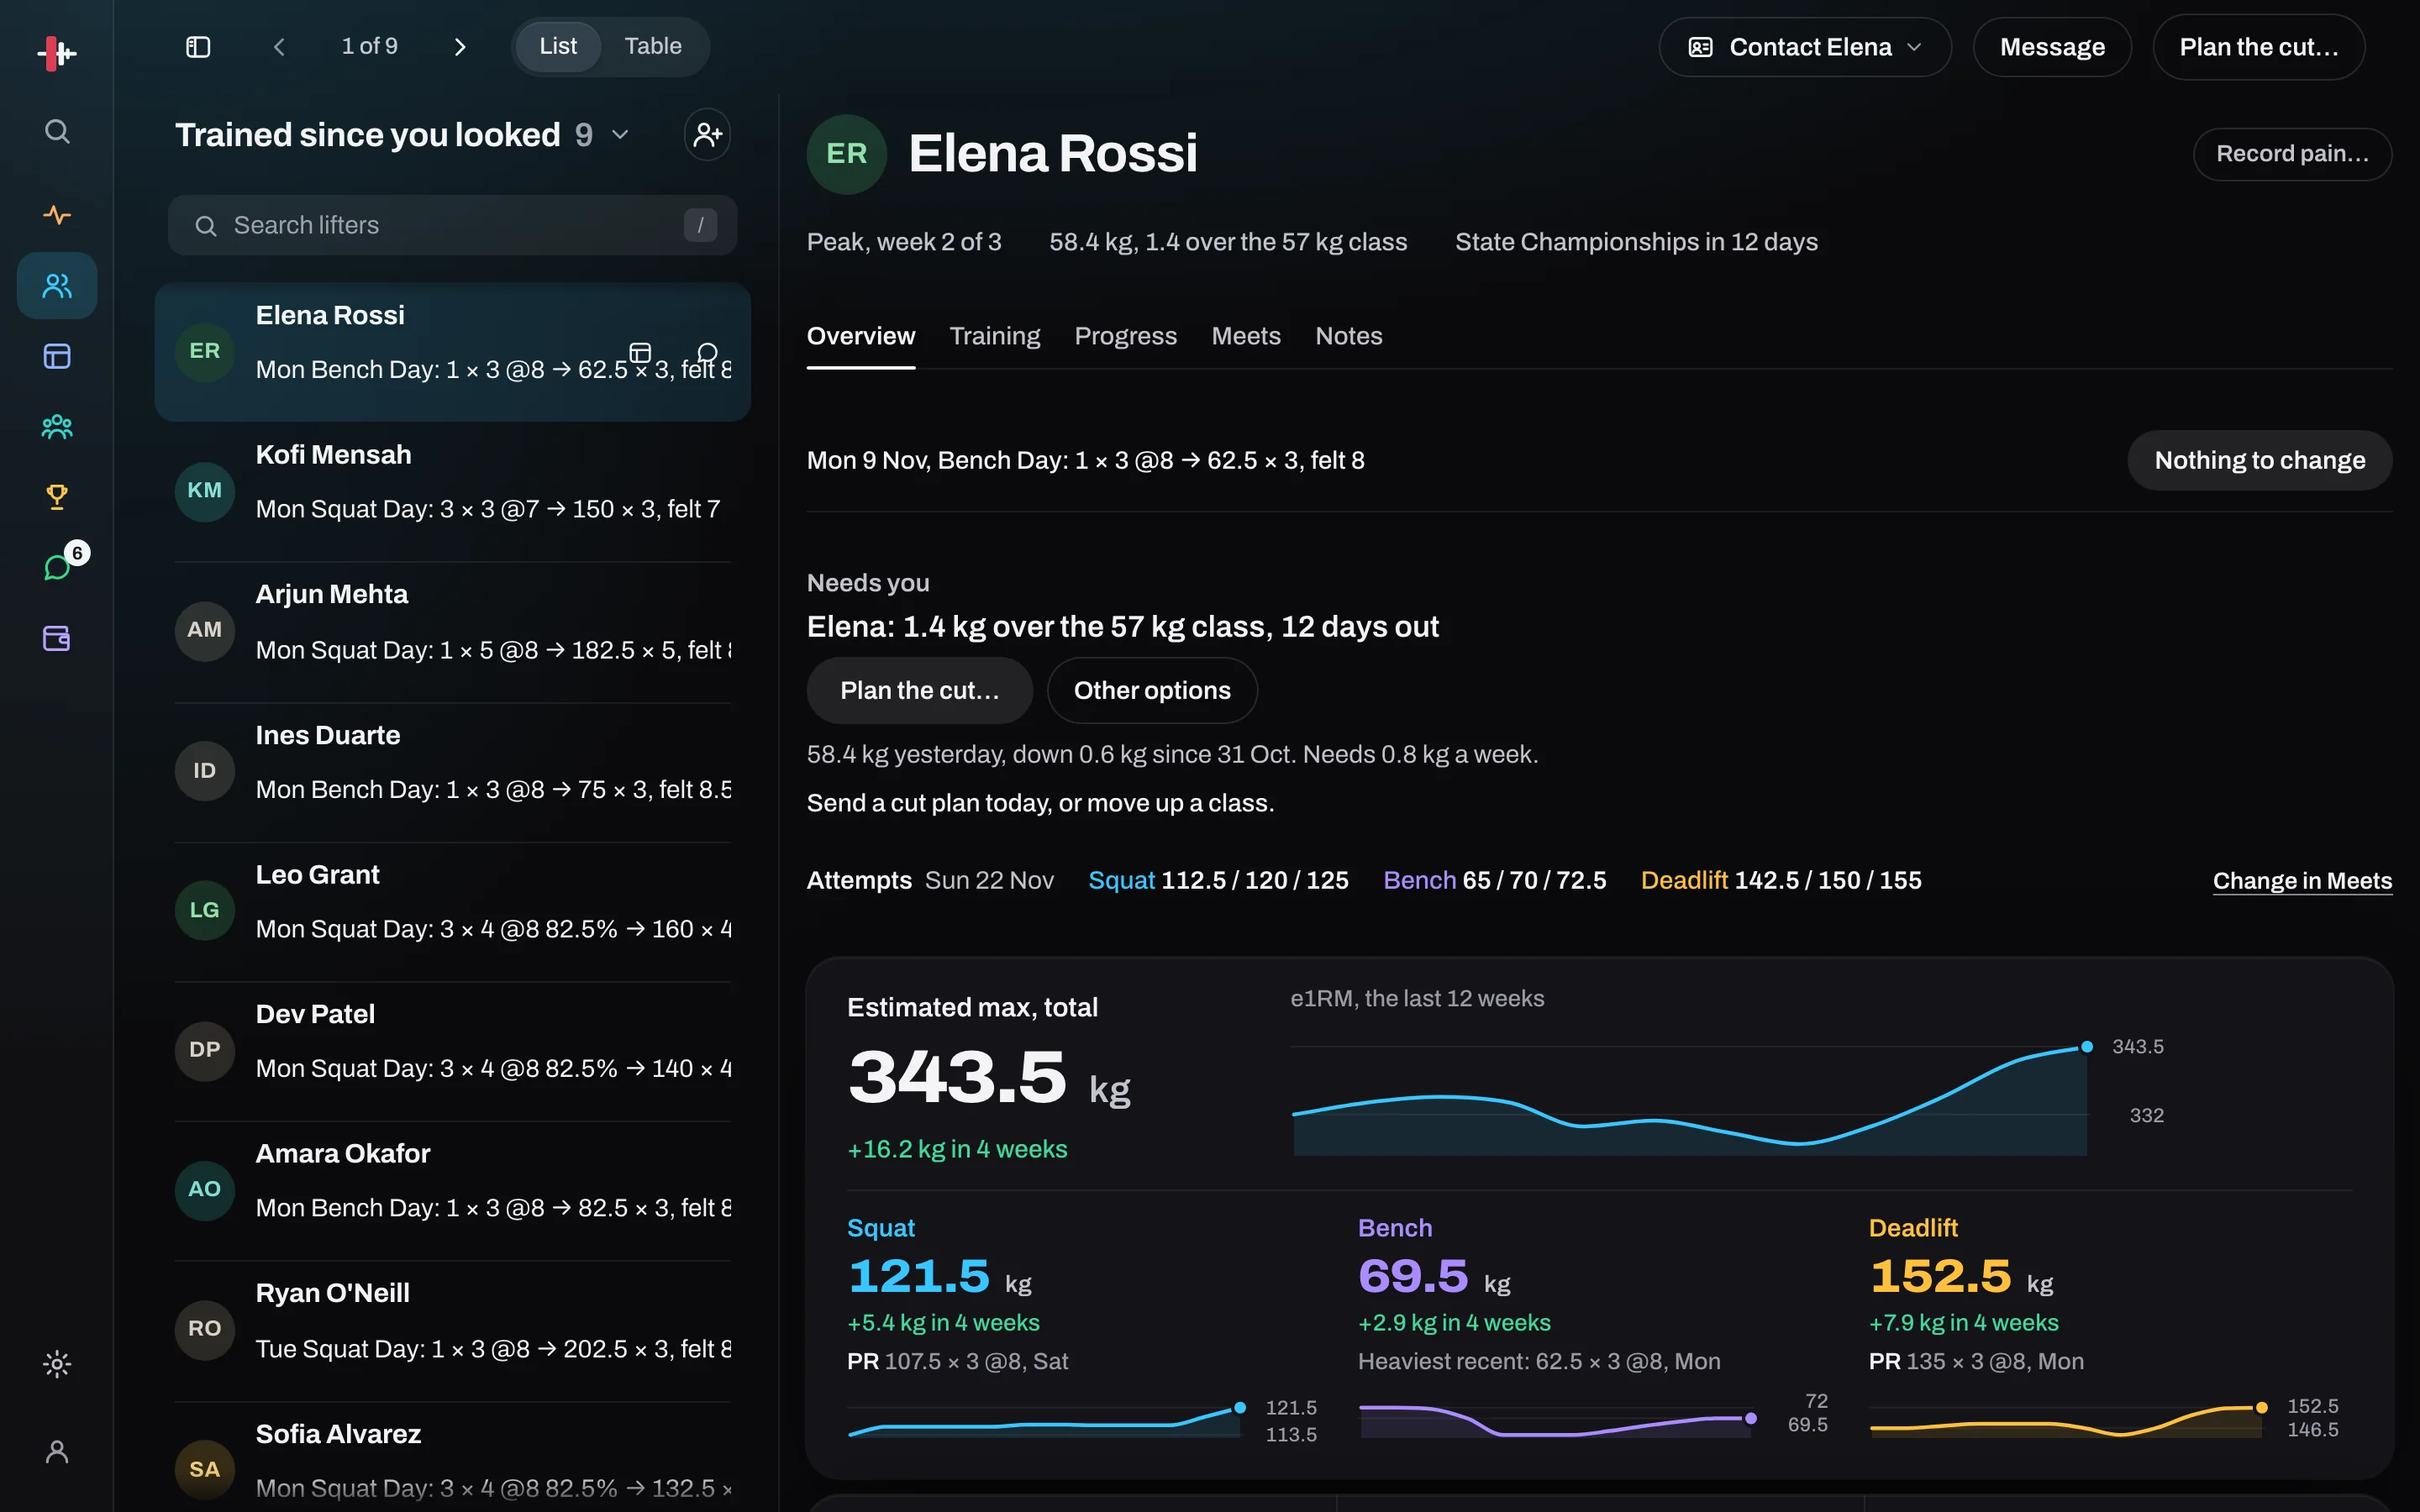 1 of 9
List
Table
Contact Elena
Message
Plan the cut...
Trained since you looked 9
Search lifters
/
6
Elena Rossi
ER
Mon Bench Day: 1 × 3 @8 → 62.5 × 3, felt 8
Kofi Mensah
KM
Mon Squat Day: 3 × 3 @7 → 150 × 3, felt 7
Arjun Mehta
AM
Mon Squat Day: 1 × 5 @8 → 182.5 × 5, felt
Ines Duarte
ID
Mon Bench Day: 1 × 3 @8 → 75 × 3, felt 8.5
Leo Grant
LG
Mon Squat Day: 3 × 4 @8 82.5% → 160 × 4
Dev Patel
DP
Mon Squat Day: 3 × 4 @8 82.5% → 140 × 4
Amara Okafor
AO
Mon Bench Day: 1 × 3 @8 → 82.5 × 3, felt 8
Ryan O'Neill
RO
Tue Squat Day: 1 × 3 @8 → 202.5 × 3, felt 8
Sofia Alvarez
SA
Mon Squat Day: 3 × 4 @8 82.5% → 132.5 ×
ER
Elena Rossi
Record pain...
Peak, week 2 of 3
58.4 kg, 1.4 over the 57 kg class
State Championships in 12 days
Overview
Training
Progress
Meets
Notes
Mon 9 Nov, Bench Day: 1 × 3 @8 → 62.5 × 3, felt 8
Nothing to change
Needs you
Elena: 1.4 kg over the 57 kg class, 12 days out
Plan the cut...
Other options
58.4 kg yesterday, down 0.6 kg since 31 Oct. Needs 0.8 kg a week.
Send a cut plan today, or move up a class.
Attempts Sun 22 Nov Squat 112.5 / 120 / 125 Bench 65 / 70 / 72.5 Deadlift 142.5 / 150 / 155
Change in Meets
Estimated max, total
343.5 kg
+16.2 kg in 4 weeks
e1RM, the last 12 weeks
343.5
332
Squat
121.5 kg
+5.4 kg in 4 weeks
PR 107.5 × 3 @8, Sat
121.5
113.5
Bench
69.5 kg
+2.9 kg in 4 weeks
Heaviest recent: 62.5 × 3 @8, Mon
72
69.5
Deadlift
152.5 kg
+7.9 kg in 4 weeks
PR 135 × 3 @8, Mon
152.5
146.5